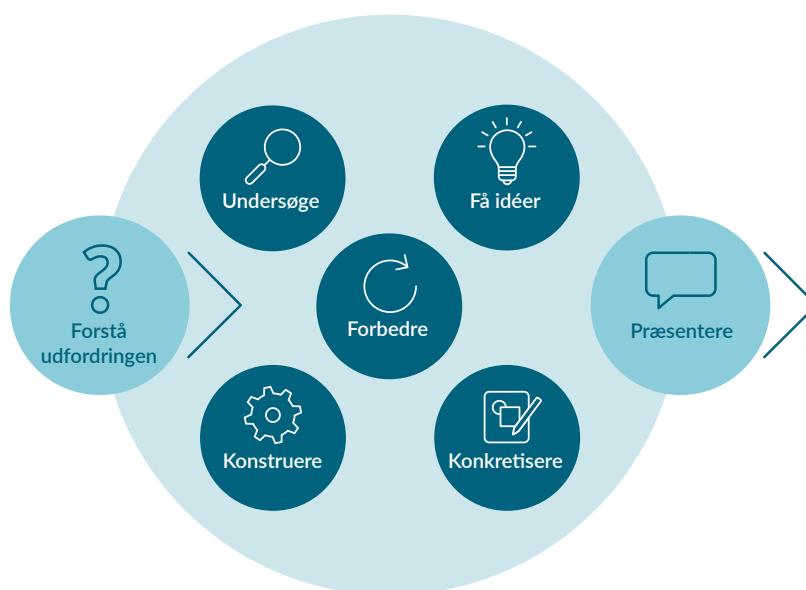 Undersøge
Få idéer
Forstå
udfordringen
Forbedre
Præsentere
Konstruere
Konkretisere